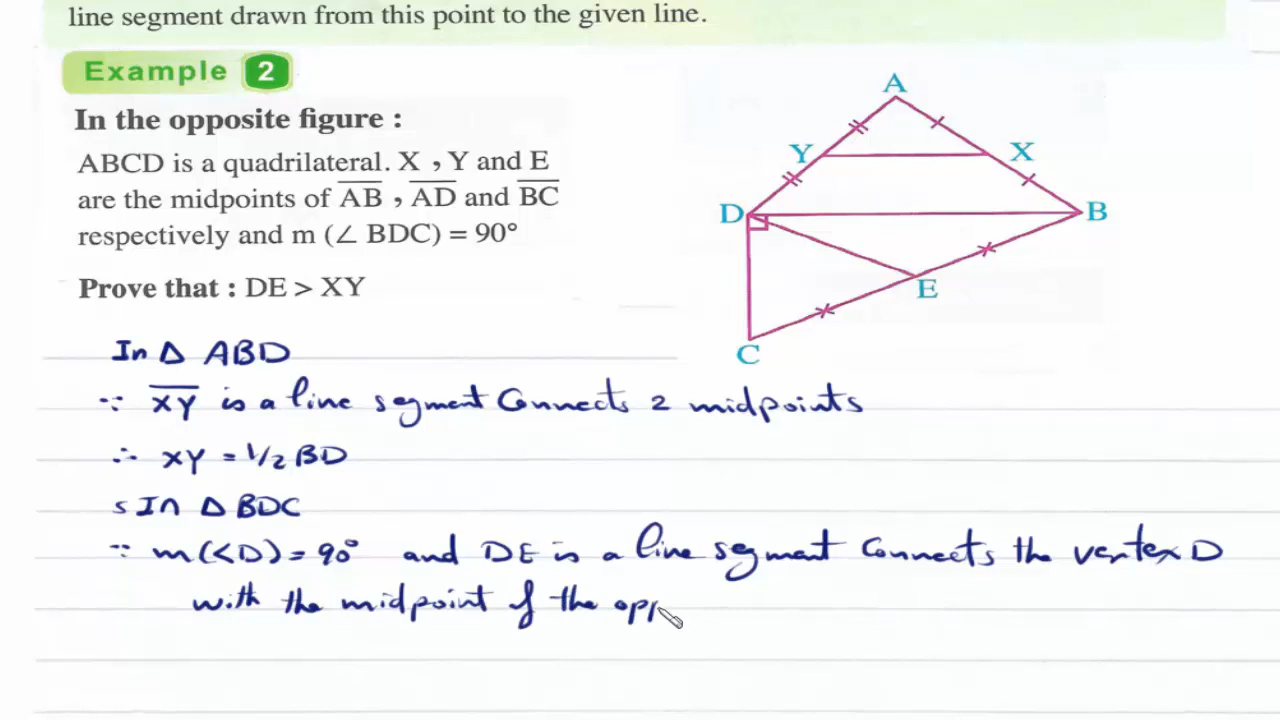 line segment drawn from this point to the given line.
Example 2
In the opposite figure :
ABCD is a quadrilateral. X , Y and E
are the midpoints of AB , AD and BC
respectively and m (∠ BDC) = 90°
Prove that : DE > XY
A
Y
X
D
B
E
C
In Δ ABD
∵ XY is a line segment Connects 2 midpoints
∴ XY = 1/2 BD
, In Δ BDC
∵ m(<D) = 90° and DE is a line segment Connects the vertex D
with the midpoint of the opp